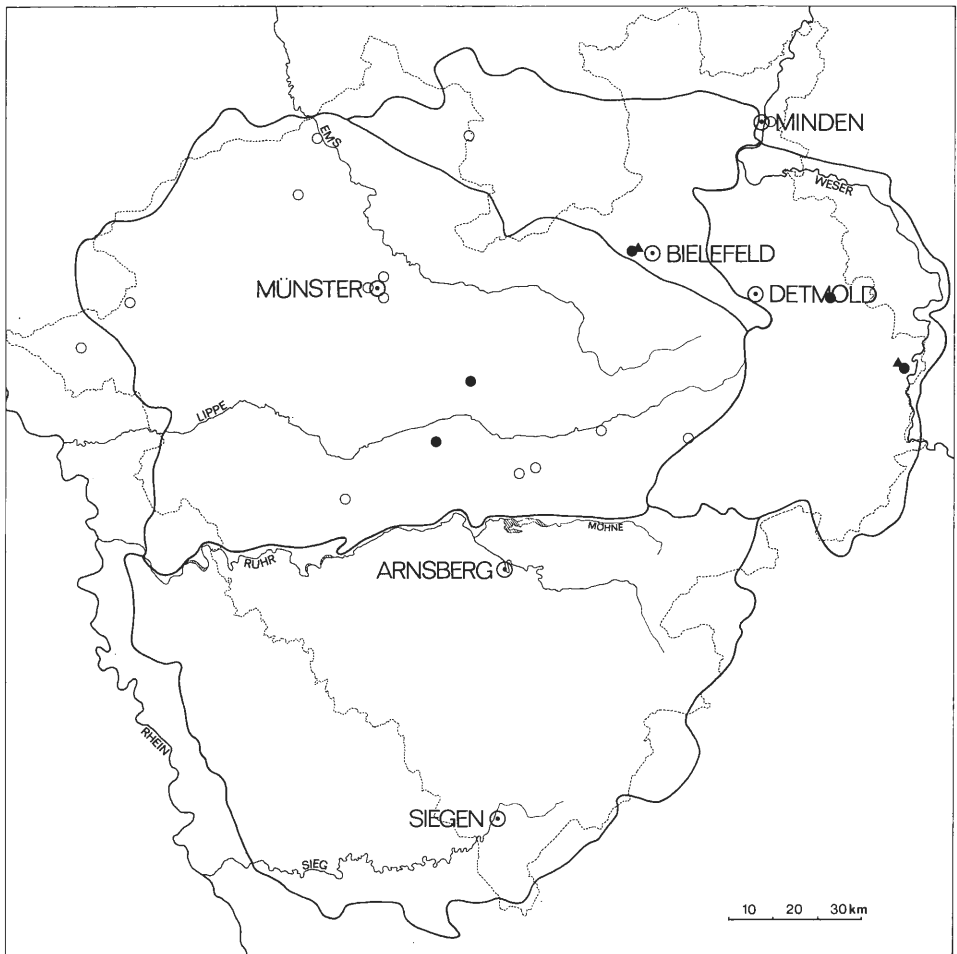 EMS
MINDEN
WESER
BIELEFELD
MÜNSTER
DETMOLD
LIPPE
MÖHNE
RUHR
ARNSBERG
RHEIN
SIEGEN
SIEG
10 20 30 km